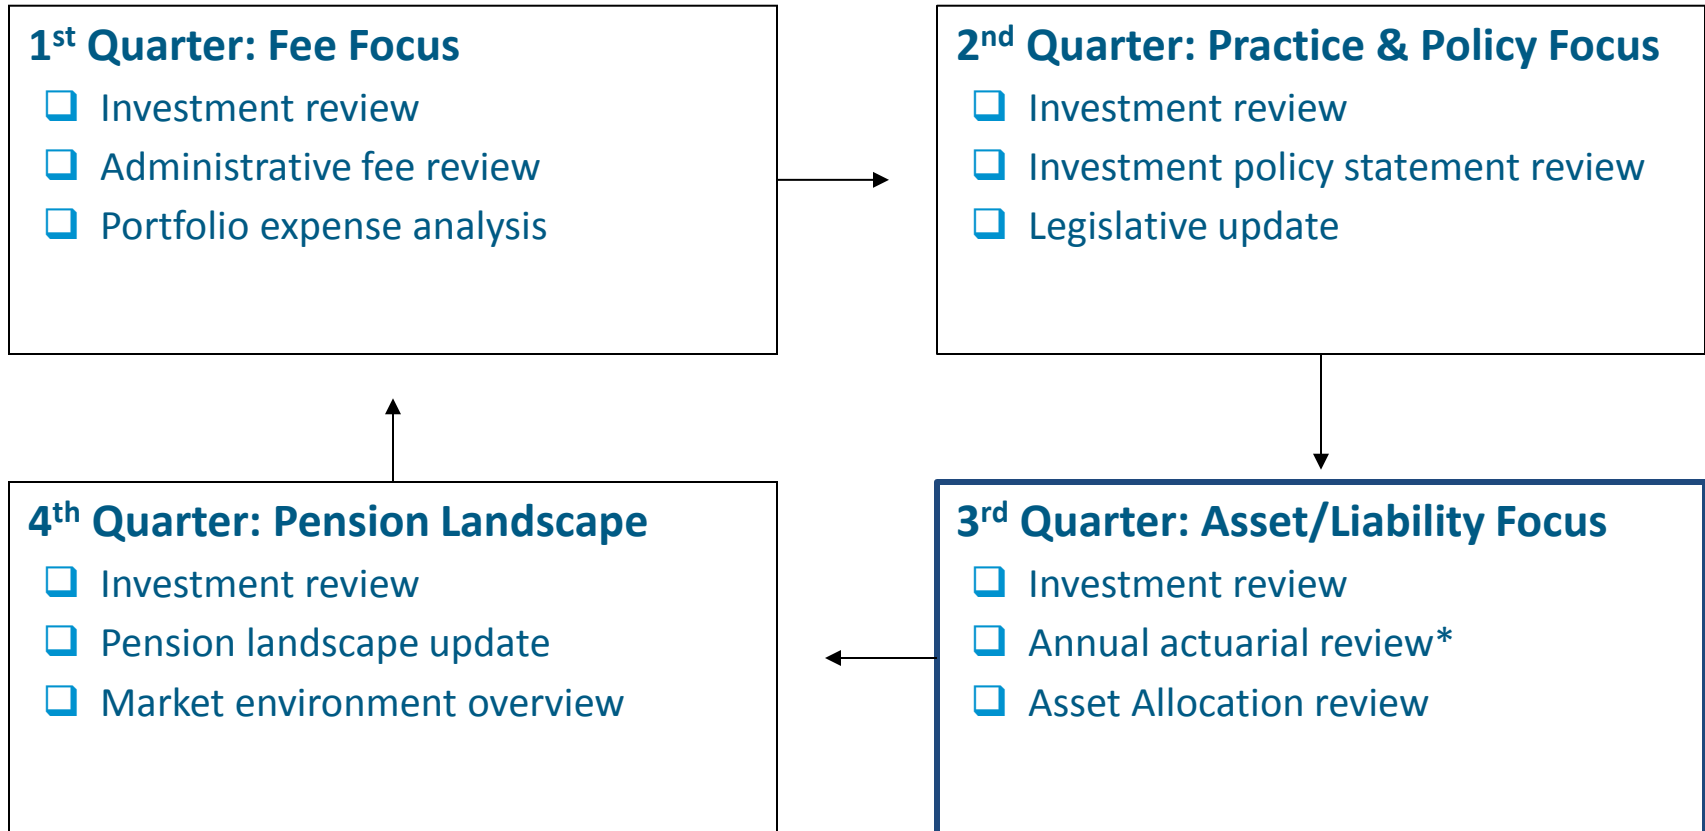 1st Quarter: Fee Focus
Investment review
Administrative fee review
Portfolio expense analysis
2nd Quarter: Practice & Policy Focus
Investment review
Investment policy statement review
Legislative update
3rd Quarter: Asset/Liability Focus
Investment review
Annual actuarial review*
Asset Allocation review
4th Quarter: Pension Landscape
Investment review
Pension landscape update
Market environment overview